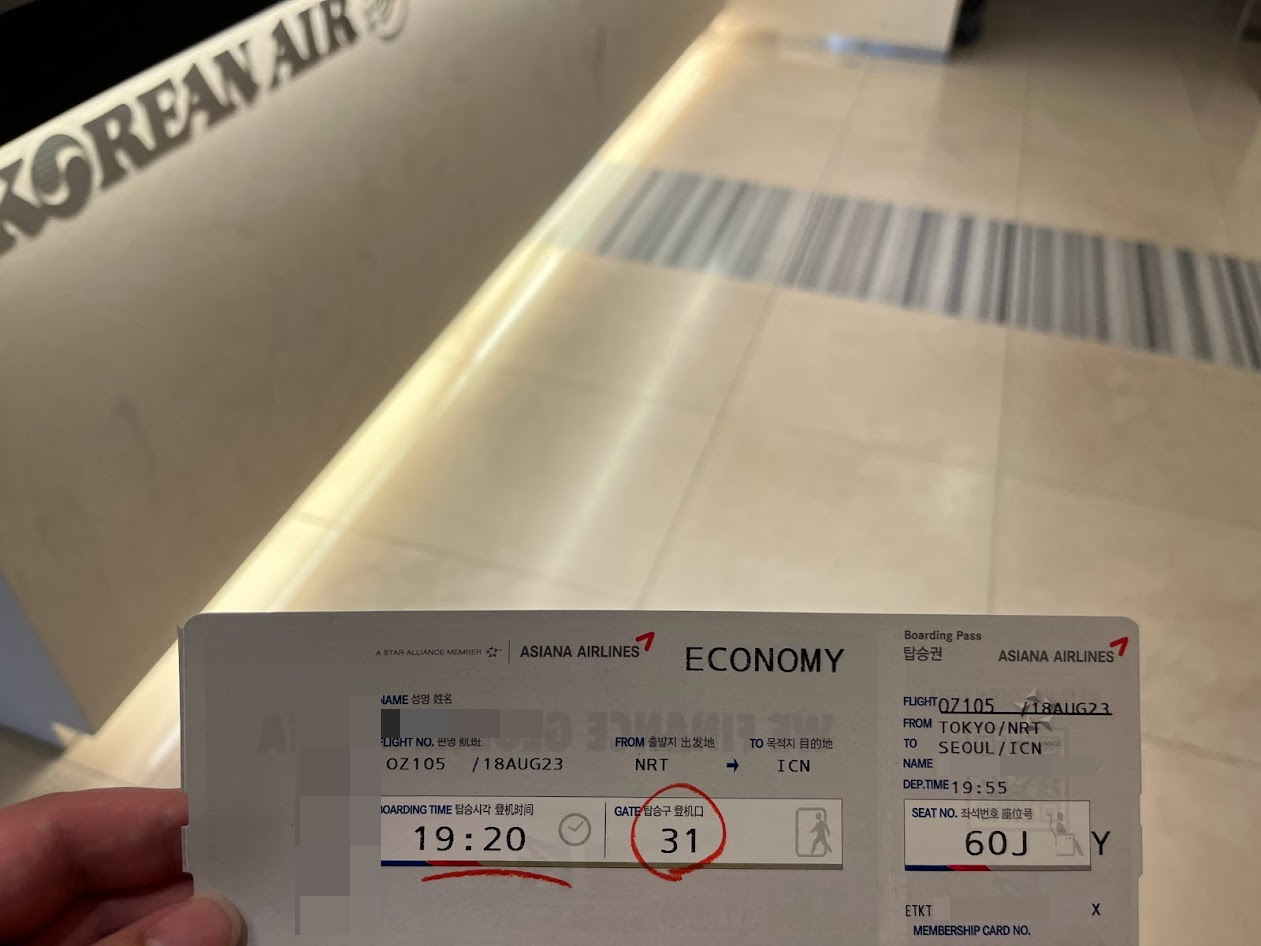 KOREAN AIR
A STAR ALLIANCE MEMBER
ASIANA AIRLINES
ECONOMY
NAME 성명 姓名
FLIGHT NO. 편명 航班
FROM 출발지 出发地
TO 목적지 目的地
OZ105 /18AUG23
NRT → ICN
BOARDING TIME 탑승시각 登机时间
GATE 탑승구 登机口
19:20
31
Boarding Pass
탑승권
ASIANA AIRLINES
FLIGHT OZ105 /18AUG23
FROM TOKYO/NRT
TO SEOUL/ICN
NAME
DEP.TIME 19:55
SEAT NO. 좌석번호 座位号
60J Y
ETKT X
MEMBERSHIP CARD NO.